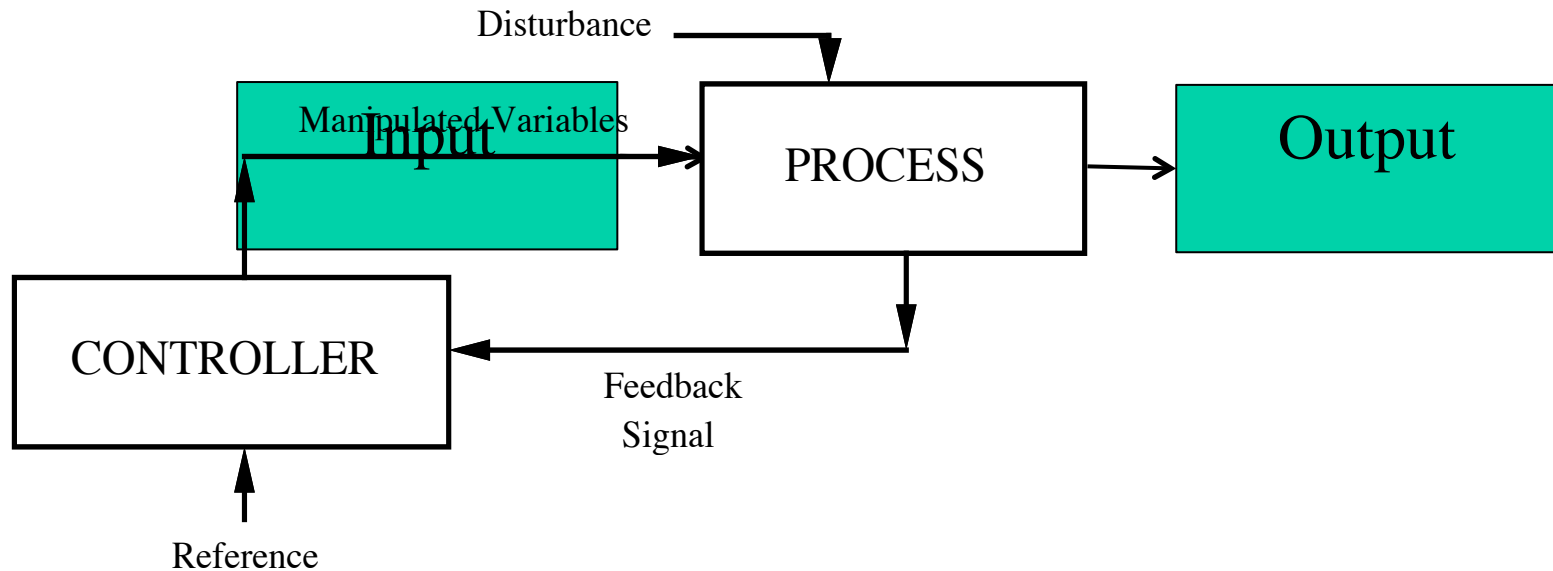 Disturbance
Manipulated Variables
Input
PROCESS
Output
CONTROLLER
Feedback
Signal
Reference